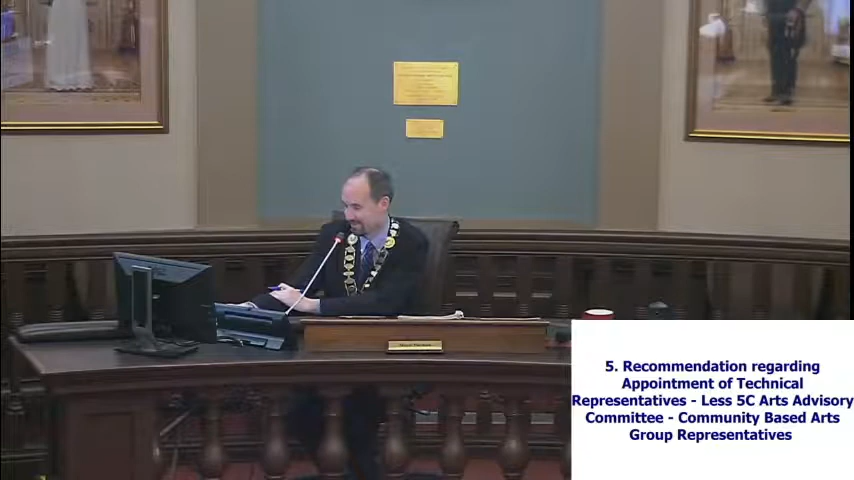 5. Recommendation regarding
Appointment of Technical
Representatives - Less 5C Arts Advisory
Committee - Community Based Arts
Group Representatives